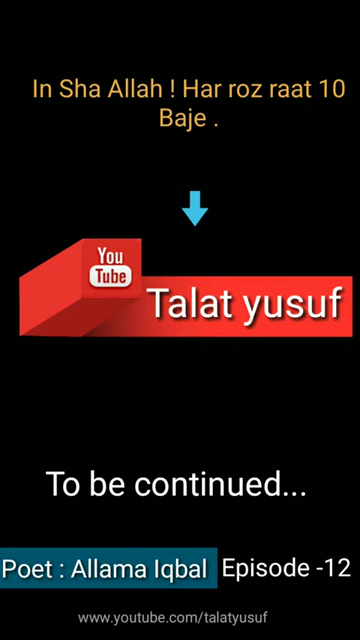 In Sha Allah ! Har roz raat 10
Baje .
You
Tube
Talat yusuf
To be continued...
Poet : Allama Iqbal Episode -12
www.youtube.com/talatyusuf